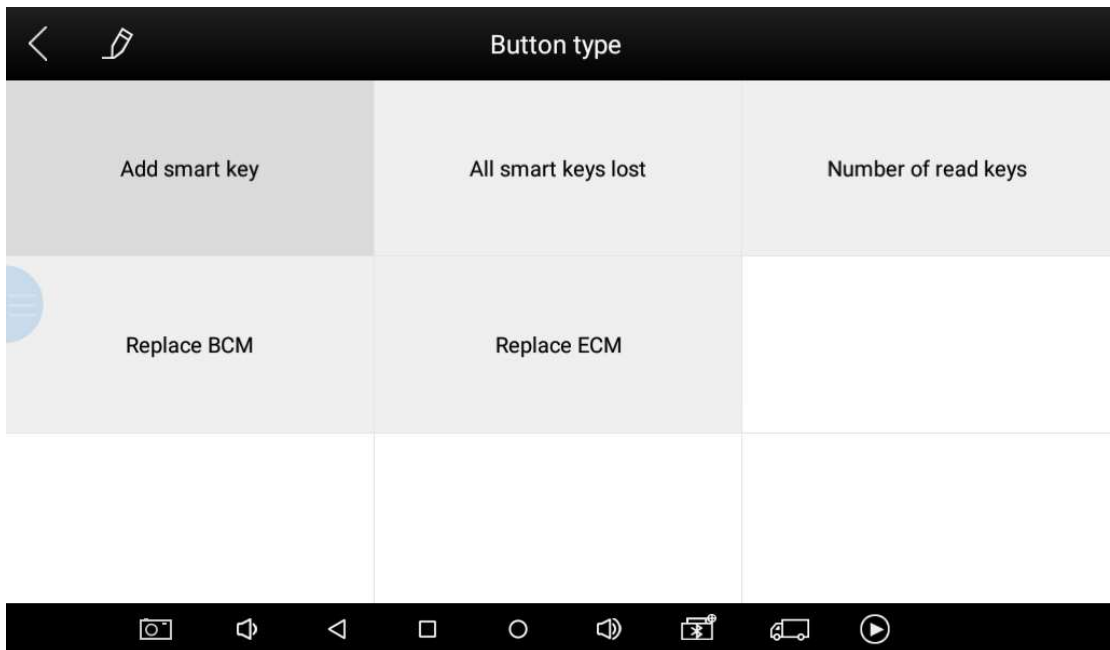 Button type
Add smart key
All smart keys lost
Number of read keys
Replace BCM
Replace ECM